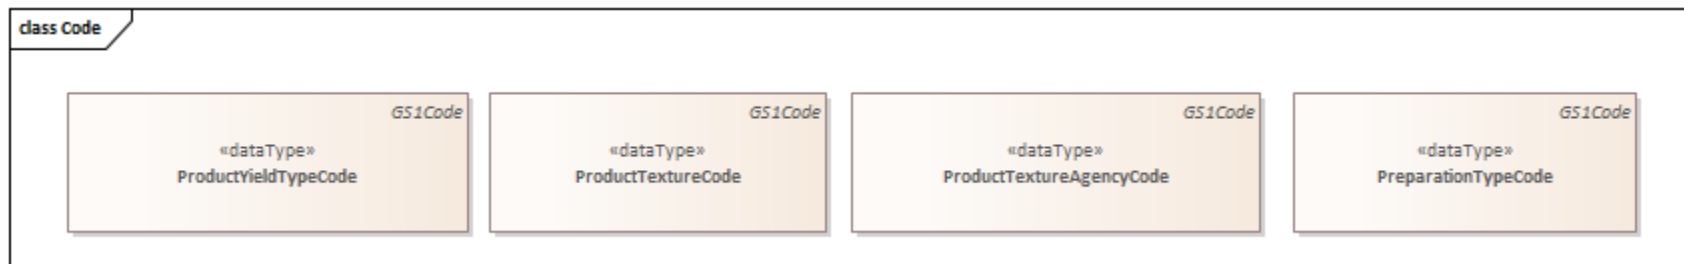 class Code
GS1Code
«dataType»
ProductYieldTypeCode
GS1Code
«dataType»
ProductTextureCode
GS1Code
«dataType»
ProductTextureAgencyCode
GS1Code
«dataType»
PreparationTypeCode